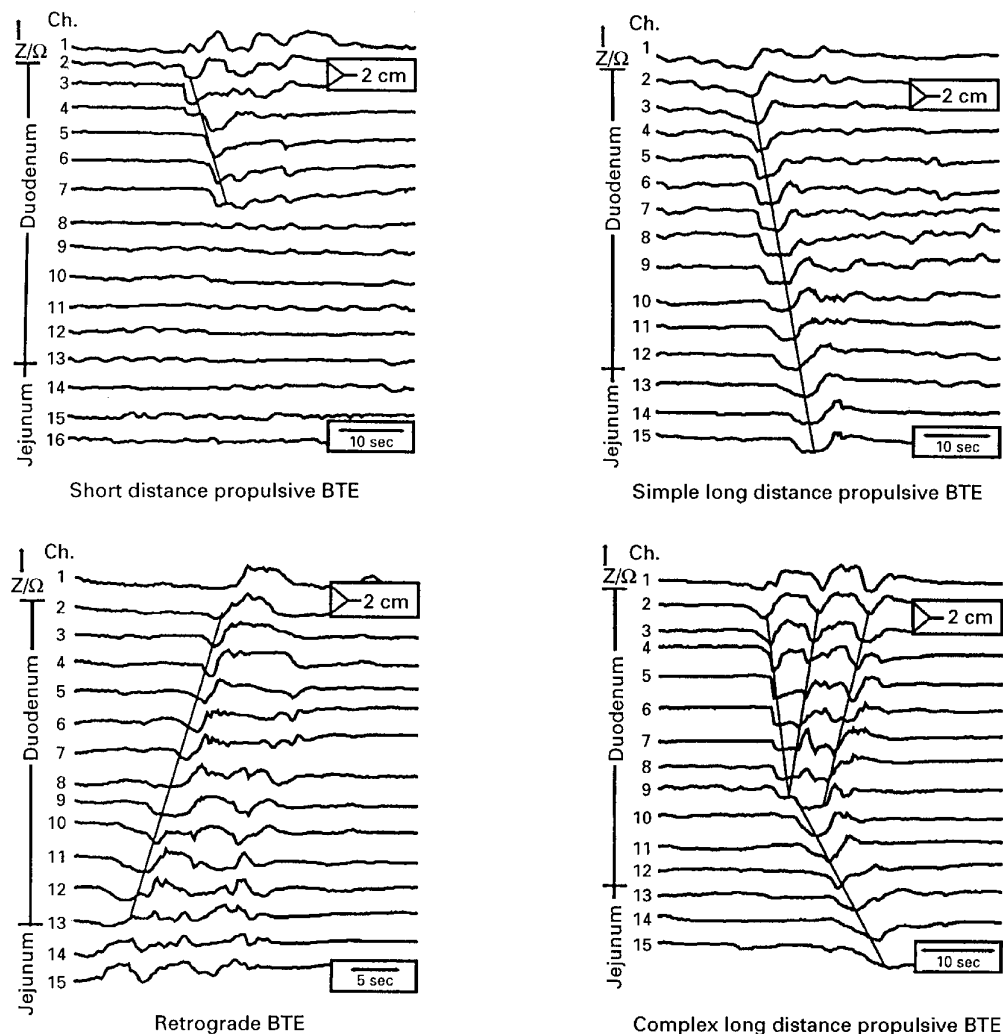 Ch.
Z/Ω
1
2
3
4
5
6
7
8
9
10
11
12
13
14
15
16
Duodenum
Jejunum
2 cm
10 sec
Short distance propulsive BTE
Ch.
Z/Ω
1
2
3
4
5
6
7
8
9
10
11
12
13
14
15
Duodenum
Jejunum
2 cm
10 sec
Simple long distance propulsive BTE
Ch.
Z/Ω
1
2
3
4
5
6
7
8
9
10
11
12
13
14
15
Duodenum
Jejunum
2 cm
5 sec
Retrograde BTE
Ch.
Z/Ω
1
2
3
4
5
6
7
8
9
10
11
12
13
14
15
Duodenum
Jejunum
2 cm
10 sec
Complex long distance propulsive BTE